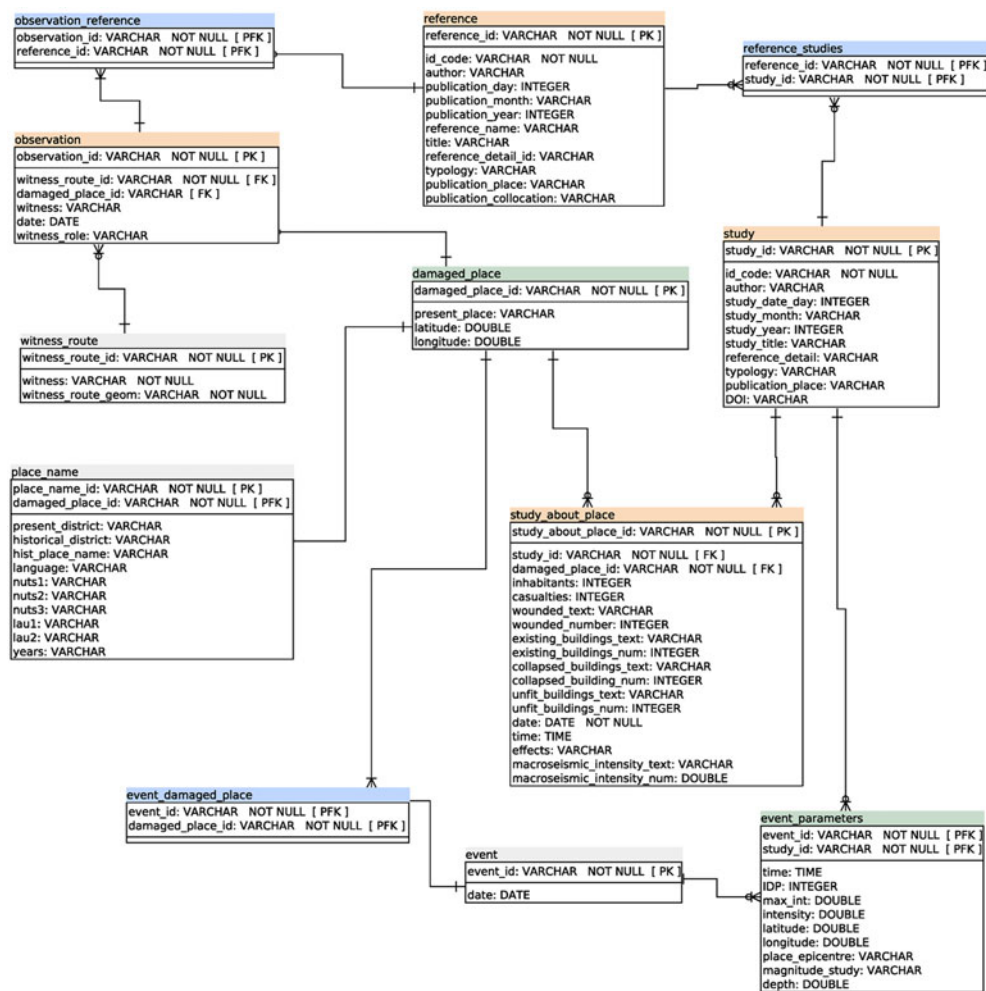 observation_reference
observation_id: VARCHAR NOT NULL [ PFK ]
reference_id: VARCHAR NOT NULL [ PFK ]
reference
reference_id: VARCHAR NOT NULL [ PK ]
id_code: VARCHAR NOT NULL
author: VARCHAR
publication_day: INTEGER
publication_month: VARCHAR
publication_year: INTEGER
reference_name: VARCHAR
title: VARCHAR
reference_detail_id: VARCHAR
typology: VARCHAR
publication_place: VARCHAR
publication_collocation: VARCHAR
reference_studies
reference_id: VARCHAR NOT NULL [ PFK ]
study_id: VARCHAR NOT NULL [ PFK ]
observation
observation_id: VARCHAR NOT NULL [ PK ]
witness_route_id: VARCHAR NOT NULL [ FK ]
damaged_place_id: VARCHAR [ FK ]
witness: VARCHAR
date: DATE
witness_role: VARCHAR
study
study_id: VARCHAR NOT NULL [ PK ]
id_code: VARCHAR NOT NULL
author: VARCHAR
study_date_day: INTEGER
study_month: VARCHAR
study_year: INTEGER
study_title: VARCHAR
reference_detail: VARCHAR
typology: VARCHAR
publication_place: VARCHAR
DOI: VARCHAR
damaged_place
damaged_place_id: VARCHAR NOT NULL [ PK ]
present_place: VARCHAR
latitude: DOUBLE
longitude: DOUBLE
witness_route
witness_route_id: VARCHAR NOT NULL [ PK ]
witness: VARCHAR NOT NULL
witness_route_geom: VARCHAR NOT NULL
place_name
place_name_id: VARCHAR NOT NULL [ PK ]
damaged_place_id: VARCHAR NOT NULL [ PFK ]
present_district: VARCHAR
historical_district: VARCHAR
hist_place_name: VARCHAR
language: VARCHAR
nuts1: VARCHAR
nuts2: VARCHAR
nuts3: VARCHAR
lau1: VARCHAR
lau2: VARCHAR
years: VARCHAR
study_about_place
study_about_place_id: VARCHAR NOT NULL [ PK ]
study_id: VARCHAR NOT NULL [ FK ]
damaged_place_id: VARCHAR NOT NULL [ FK ]
inhabitants: INTEGER
casualties: INTEGER
wounded_text: VARCHAR
wounded_number: INTEGER
existing_buildings_text: VARCHAR
existing_buildings_num: INTEGER
collapsed_buildings_text: VARCHAR
collapsed_building_num: INTEGER
unfit_buildings_text: VARCHAR
unfit_buildings_num: INTEGER
date: DATE NOT NULL
time: TIME
effects: VARCHAR
macroseismic_intensity_text: VARCHAR
macroseismic_intensity_num: DOUBLE
event_damaged_place
event_id: VARCHAR NOT NULL [ PFK ]
damaged_place_id: VARCHAR NOT NULL [ PFK ]
event
event_id: VARCHAR NOT NULL [ PK ]
date: DATE
event_parameters
event_id: VARCHAR NOT NULL [ PFK ]
study_id: VARCHAR NOT NULL [ PFK ]
time: TIME
IDP: INTEGER
max_int: DOUBLE
intensity: DOUBLE
latitude: DOUBLE
longitude: DOUBLE
place_epicentre: VARCHAR
magnitude_study: VARCHAR
depth: DOUBLE